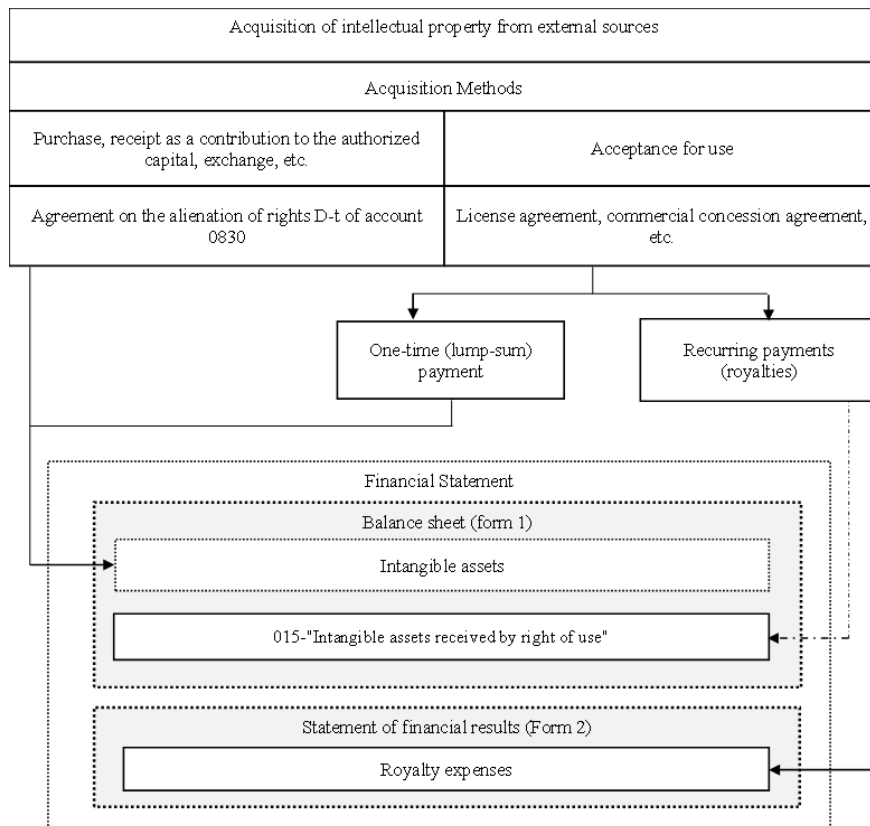 Acquisition of intellectual property from external sources
Acquisition Methods
Purchase, receipt as a contribution to the authorized
capital, exchange, etc.
Acceptance for use
Agreement on the alienation of rights D-t of account
0830
License agreement, commercial concession agreement,
etc.
One-time (lump-sum)
payment
Recurring payments
(royalties)
Financial Statement
Balance sheet (form 1)
Intangible assets
015-"Intangible assets received by right of use"
Statement of financial results (Form 2)
Royalty expenses